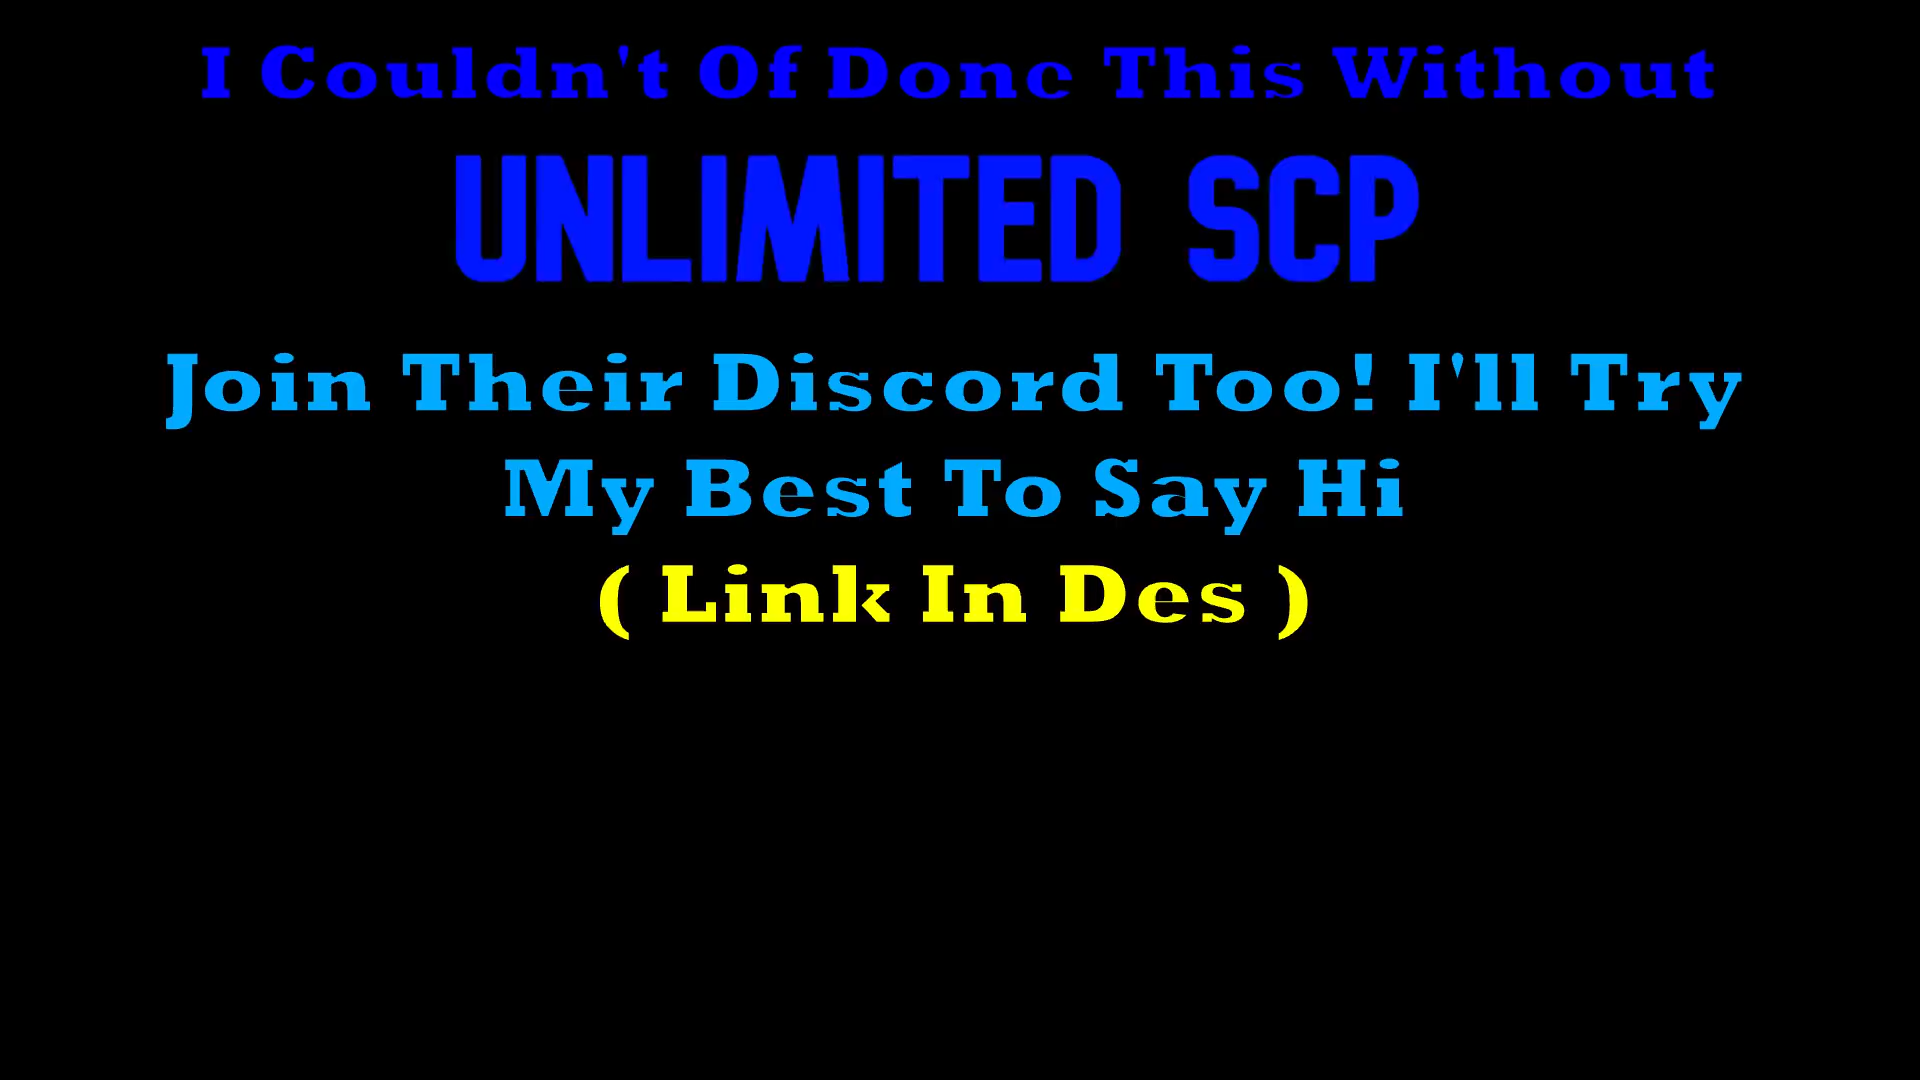 I Couldn't Of Done This Without
UNLIMITED SCP
Join Their Discord Too! I'll Try
My Best To Say Hi
( Link In Des )